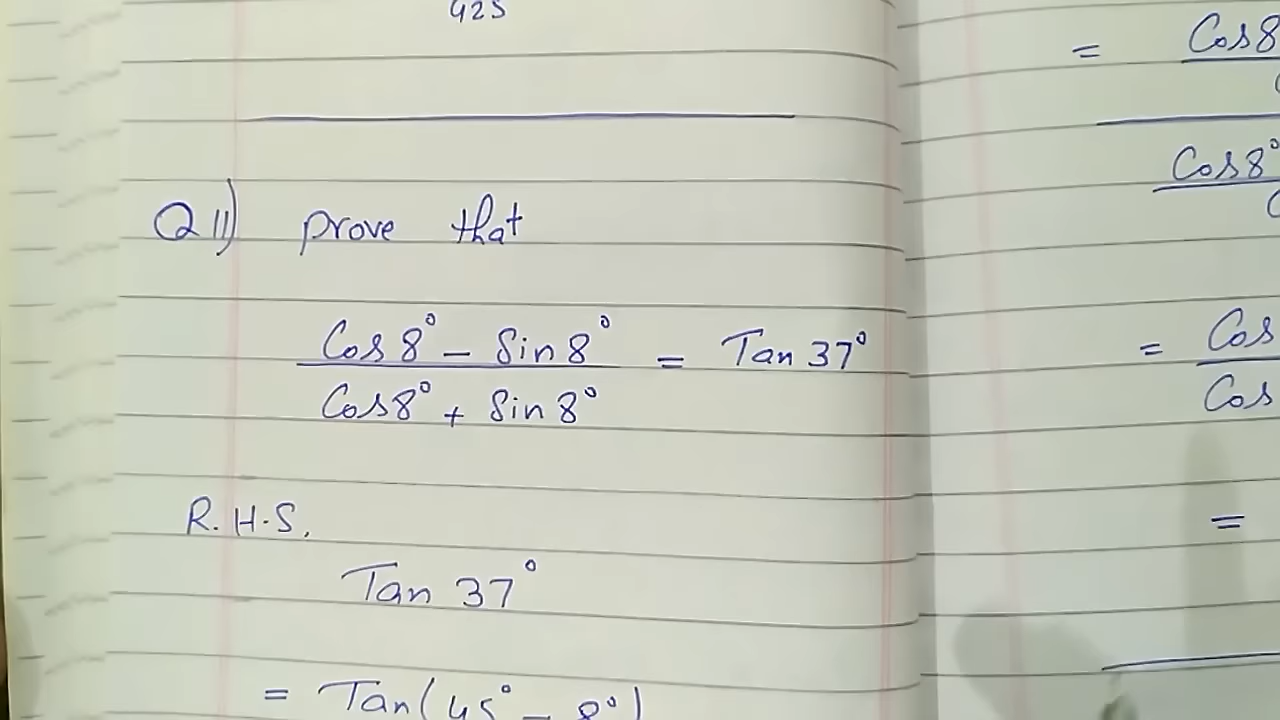 425
Q 11) Prove that
Cos 8° - Sin 8° = Tan 37°
Cos 8° + Sin 8°
R.H.S.
Tan 37°
= Tan (45° - 8°)
= Cos 8
Cos 8°
= Cos
Cos
=